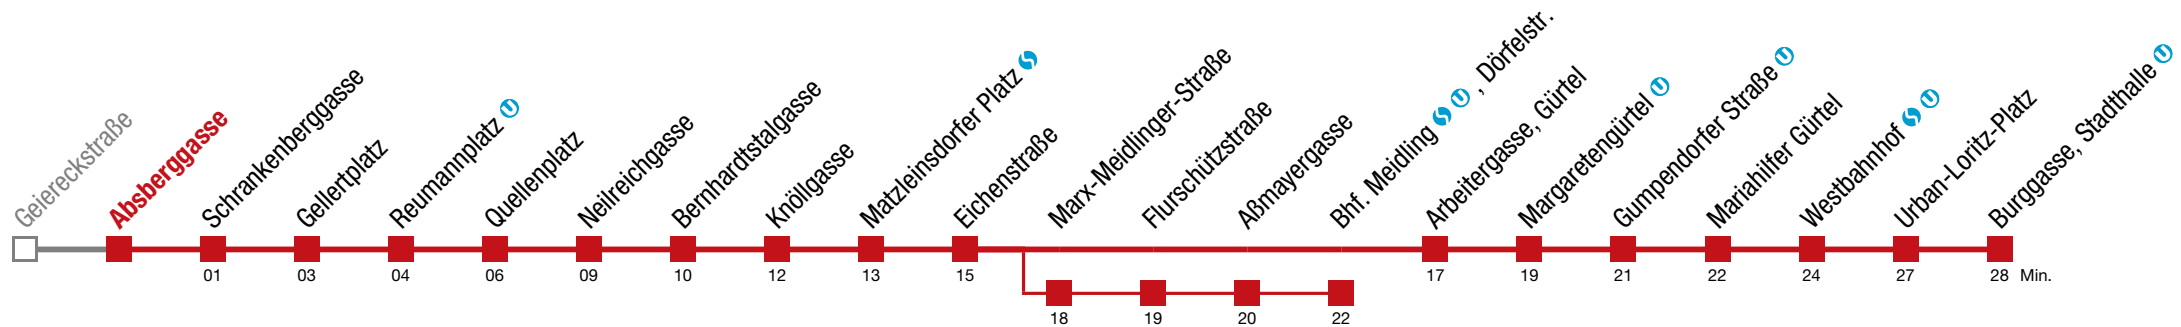 Geiereckstraße
Absberggasse
Schrankenberggasse
Gellertplatz
Reumannplatz U
Quellenplatz
Neilreichgasse
Bernhardtstalgasse
Knöllgasse
Matzleinsdorfer Platz S
Eichenstraße
Marx-Meidlinger-Straße
Flurschützstraße
Aßmayergasse
Bhf. Meidling S U , Dörfelstr.
Arbeitergasse, Gürtel
Margaretengürtel U
Gumpendorfer Straße U
Mariahilfer Gürtel
Westbahnhof S U
Urban-Loritz-Platz
Burggasse, Stadthalle U
01 03 04 06 09 10 12 13 15 17 19 21 22 24 27 28 Min.
18 19 20 22